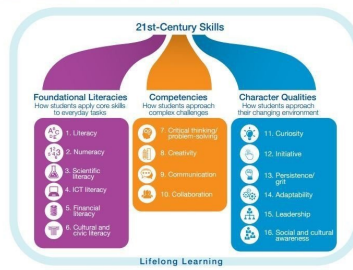 21st-Century Skills
Foundational Literacies
How students apply core skills
to everyday tasks
1. Literacy
2. Numeracy
3. Scientific
literacy
4. ICT literacy
5. Financial
literacy
6. Cultural and
civic literacy
Competencies
How students approach
complex challenges
7. Critical thinking/
problem-solving
8. Creativity
9. Communication
10. Collaboration
Character Qualities
How students approach
their changing environment
11. Curiosity
12. Initiative
13. Persistence/
grit
14. Adaptability
15. Leadership
16. Social and cultural
awareness
Lifelong Learning